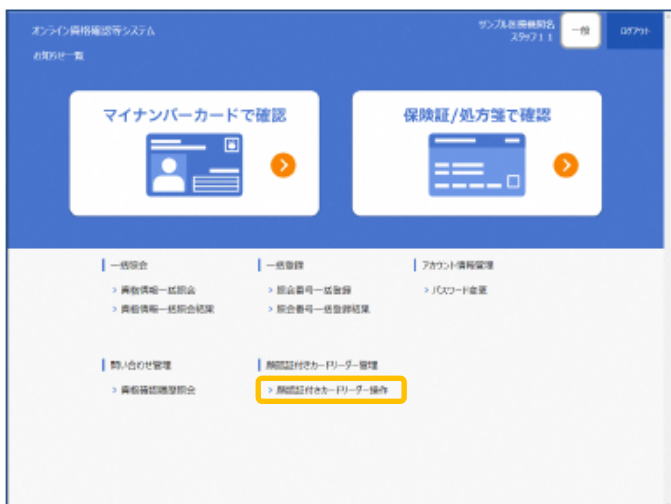 オンライン資格確認等システム
サンプル医療機関名
スタッフ１１
一般
ログアウト
お知らせ一覧
マイナンバーカードで確認
保険証/処方箋で確認
一括照会
一括登録
アカウント情報管理
> 資格情報一括照会
> 照会番号一括登録
> パスワード変更
> 資格情報一括照会結果
> 照会番号一括登録結果
問い合わせ管理
顔認証付きカードリーダー管理
> 資格確認履歴照会
> 顔認証付きカードリーダー操作